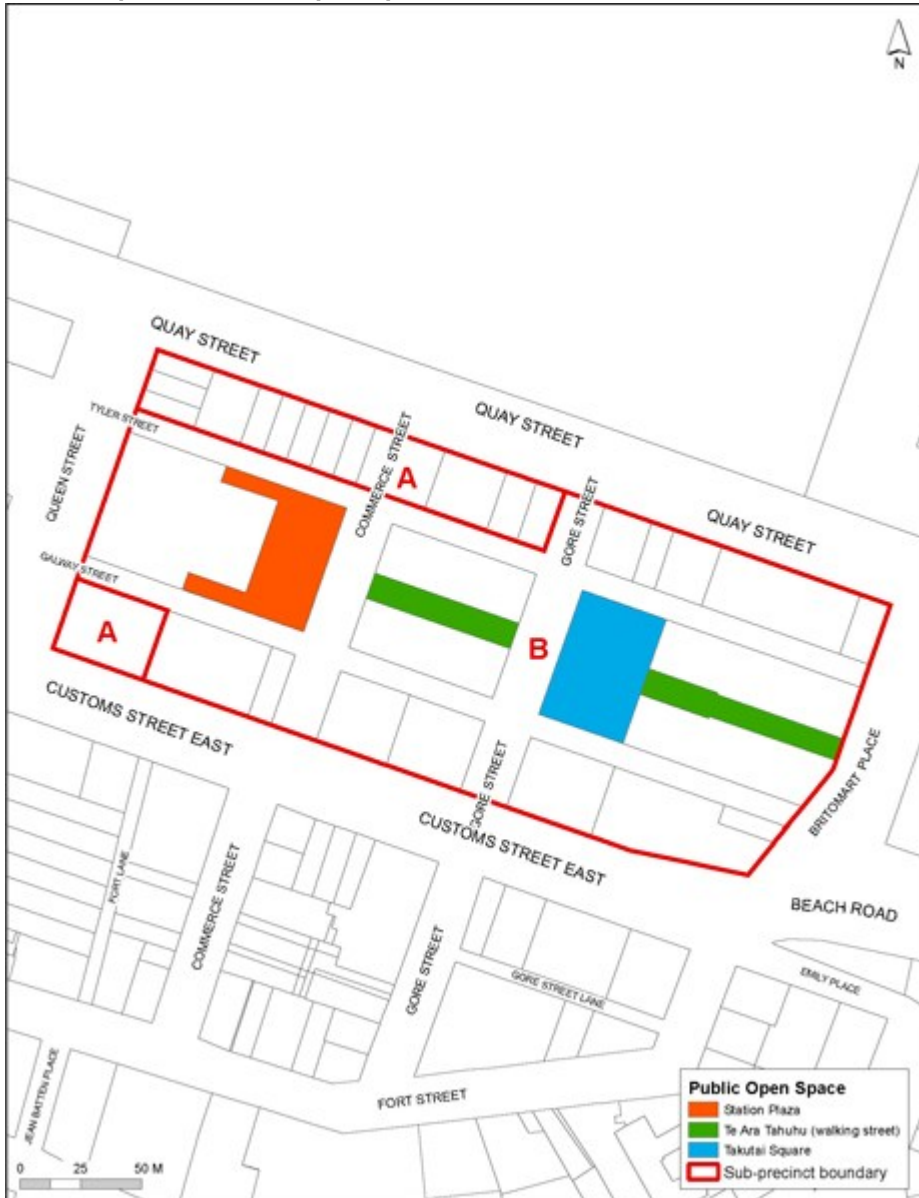 N
QUAY STREET
QUAY STREET
TYLER STREET
COMMERCE STREET
A
QUEEN STREET
GORE STREET
QUAY STREET
GALWAY STREET
A
B
CUSTOMS STREET EAST
GORE STREET
BRITOMART PLACE
CUSTOMS STREET EAST
FORT LANE
COMMERCE STREET
BEACH ROAD
GORE STREET
EMILY PLACE
GORE STREET LANE
JEAN BATTEN PLACE
FORT STREET
Public Open Space
Station Plaza
Te Ara Tahuhu (walking street)
Takutai Square
Sub-precinct boundary
0 25 50 M